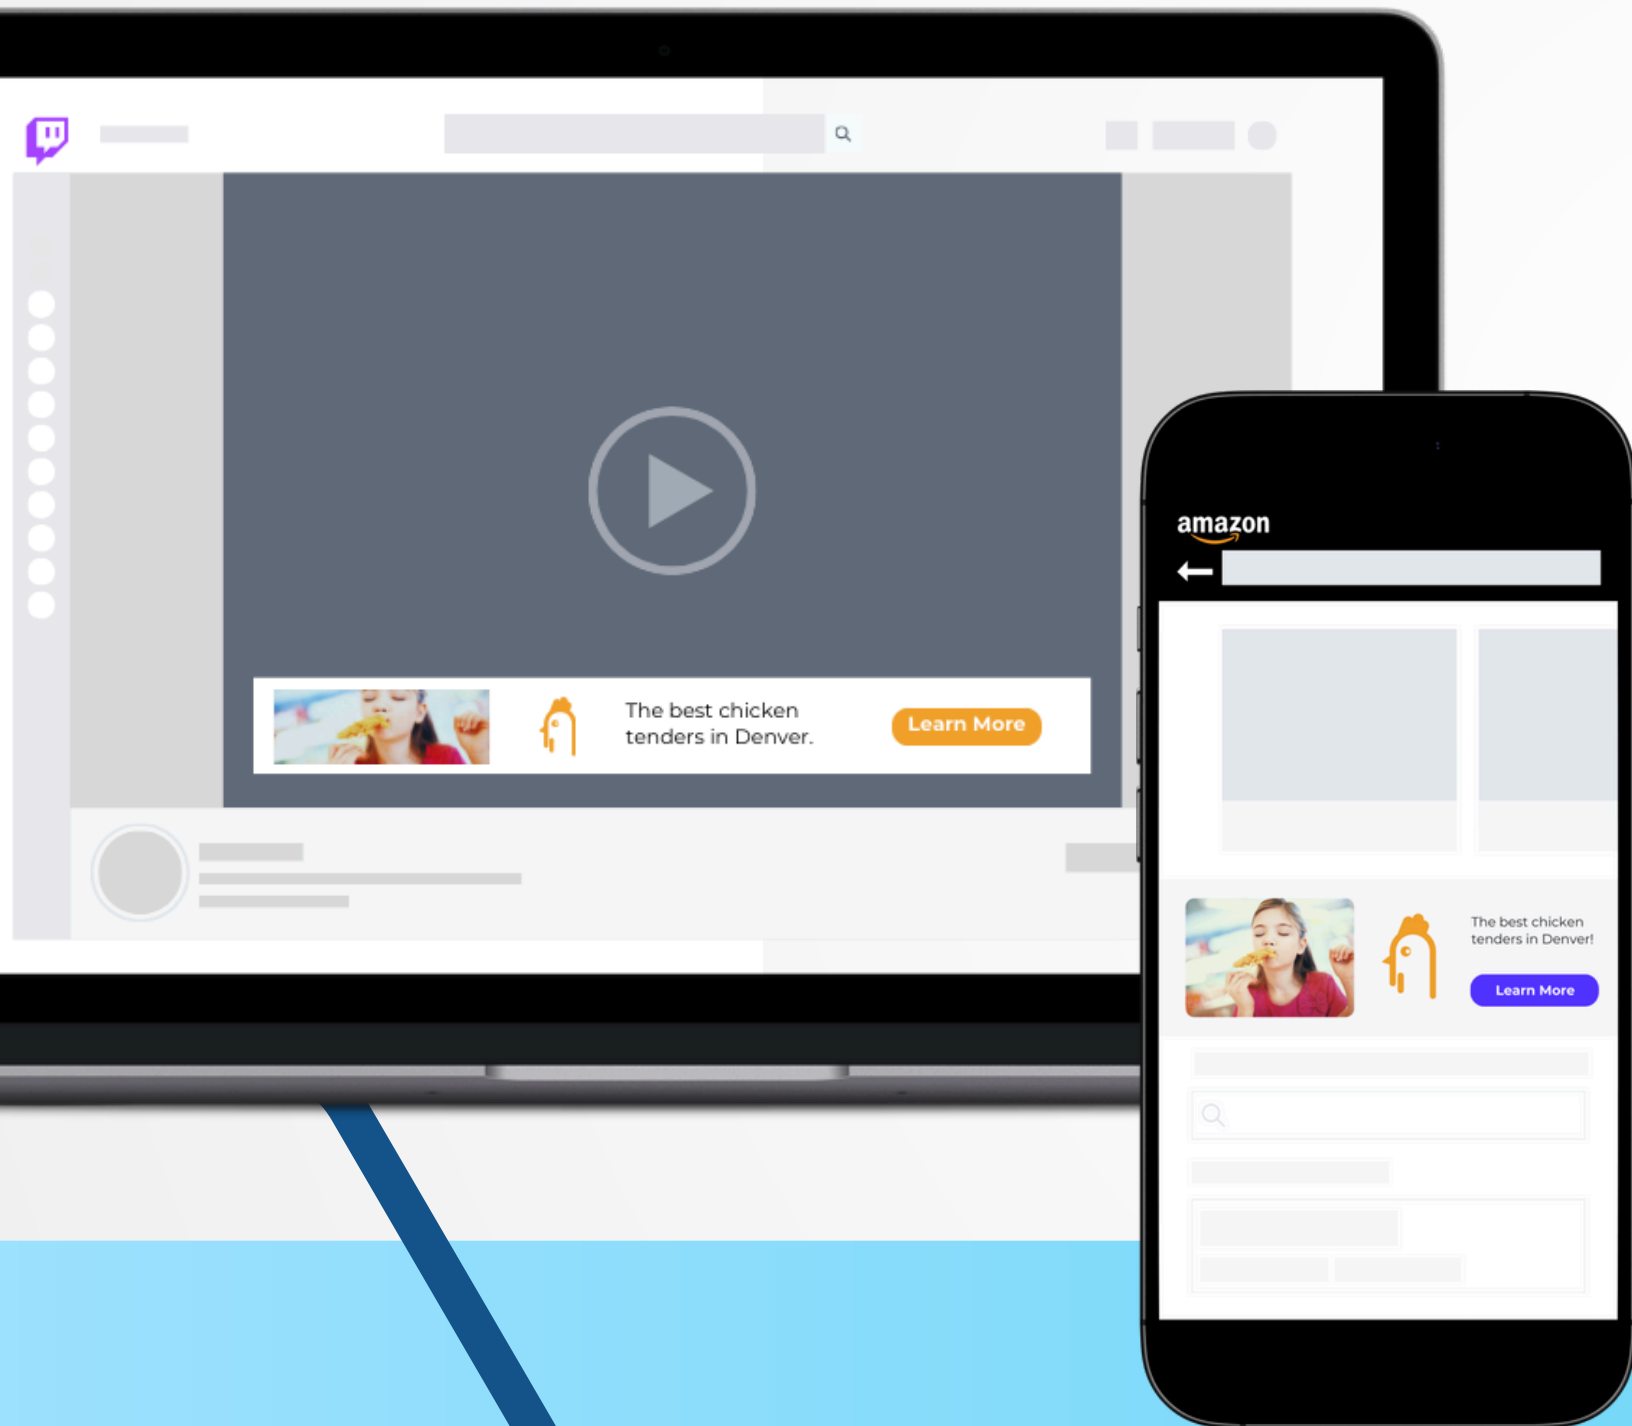 The best chicken
tenders in Denver.
Learn More
amazon
The best chicken
tenders in Denver!
Learn More